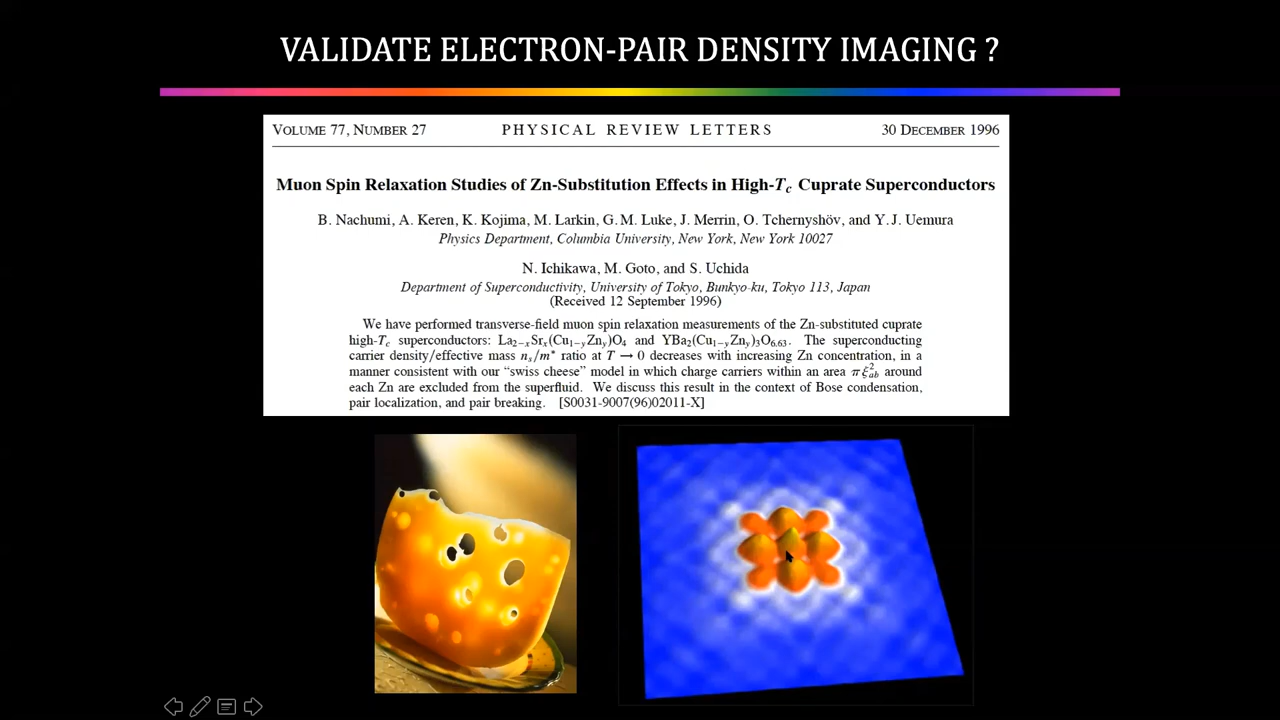 VALIDATE ELECTRON-PAIR DENSITY IMAGING ?
VOLUME 77, NUMBER 27 PHYSICAL REVIEW LETTERS 30 DECEMBER 1996
Muon Spin Relaxation Studies of Zn-Substitution Effects in High-Tc Cuprate Superconductors
B. Nachumi, A. Keren, K. Kojima, M. Larkin, G. M. Luke, J. Merrin, O. Tchernyshöv, and Y. J. Uemura
Physics Department, Columbia University, New York, New York 10027
N. Ichikawa, M. Goto, and S. Uchida
Department of Superconductivity, University of Tokyo, Bunkyo-ku, Tokyo 113, Japan
(Received 12 September 1996)
We have performed transverse-field muon spin relaxation measurements of the Zn-substituted cuprate
high-Tc superconductors: La2−xSrx(Cu1−yZny)O4 and YBa2(Cu1−yZny)3O6.63. The superconducting
carrier density/effective mass ns/m* ratio at T → 0 decreases with increasing Zn concentration, in a
manner consistent with our “swiss cheese” model in which charge carriers within an area πξ²ab around
each Zn are excluded from the superfluid. We discuss this result in the context of Bose condensation,
pair localization, and pair breaking. [S0031-9007(96)02011-X]